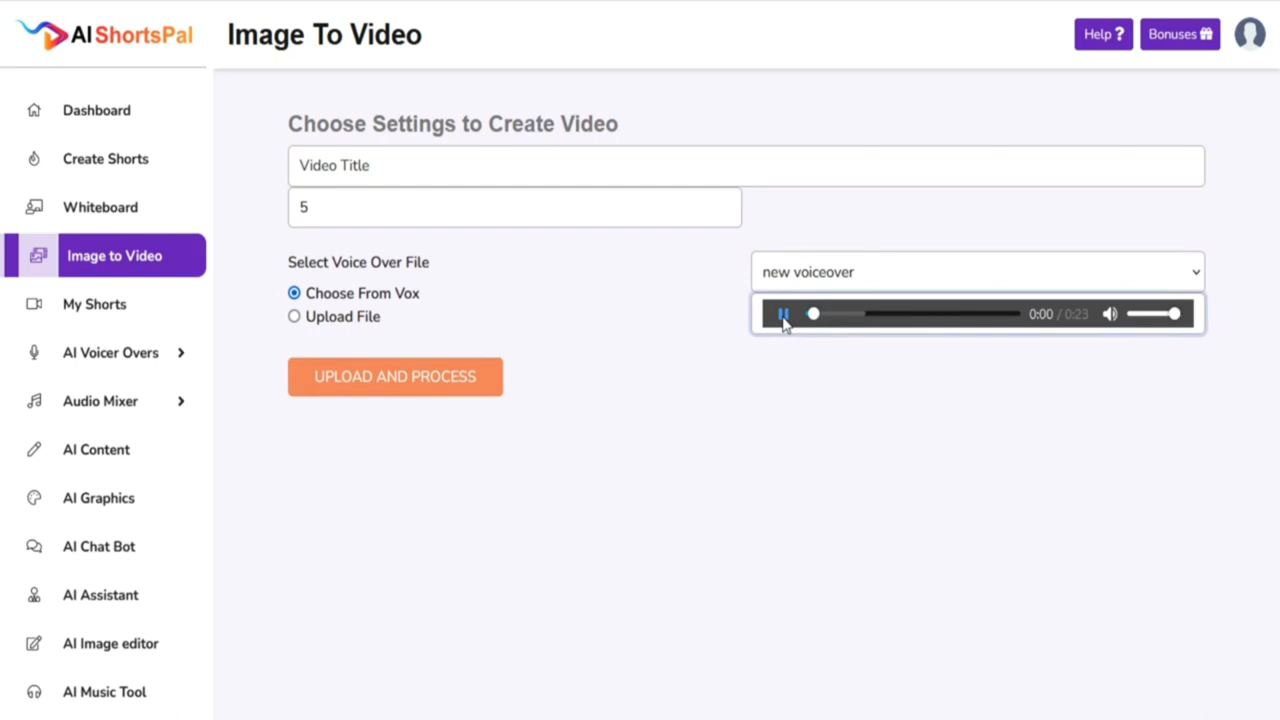 AI ShortsPal
Image To Video
Help ?
Bonuses
Dashboard
Create Shorts
Whiteboard
Image to Video
My Shorts
AI Voicer Overs
Audio Mixer
AI Content
AI Graphics
AI Chat Bot
AI Assistant
AI Image editor
AI Music Tool
Choose Settings to Create Video
Video Title
5
Select Voice Over File
Choose From Vox
Upload File
new voiceover
0:00 / 0:23
UPLOAD AND PROCESS